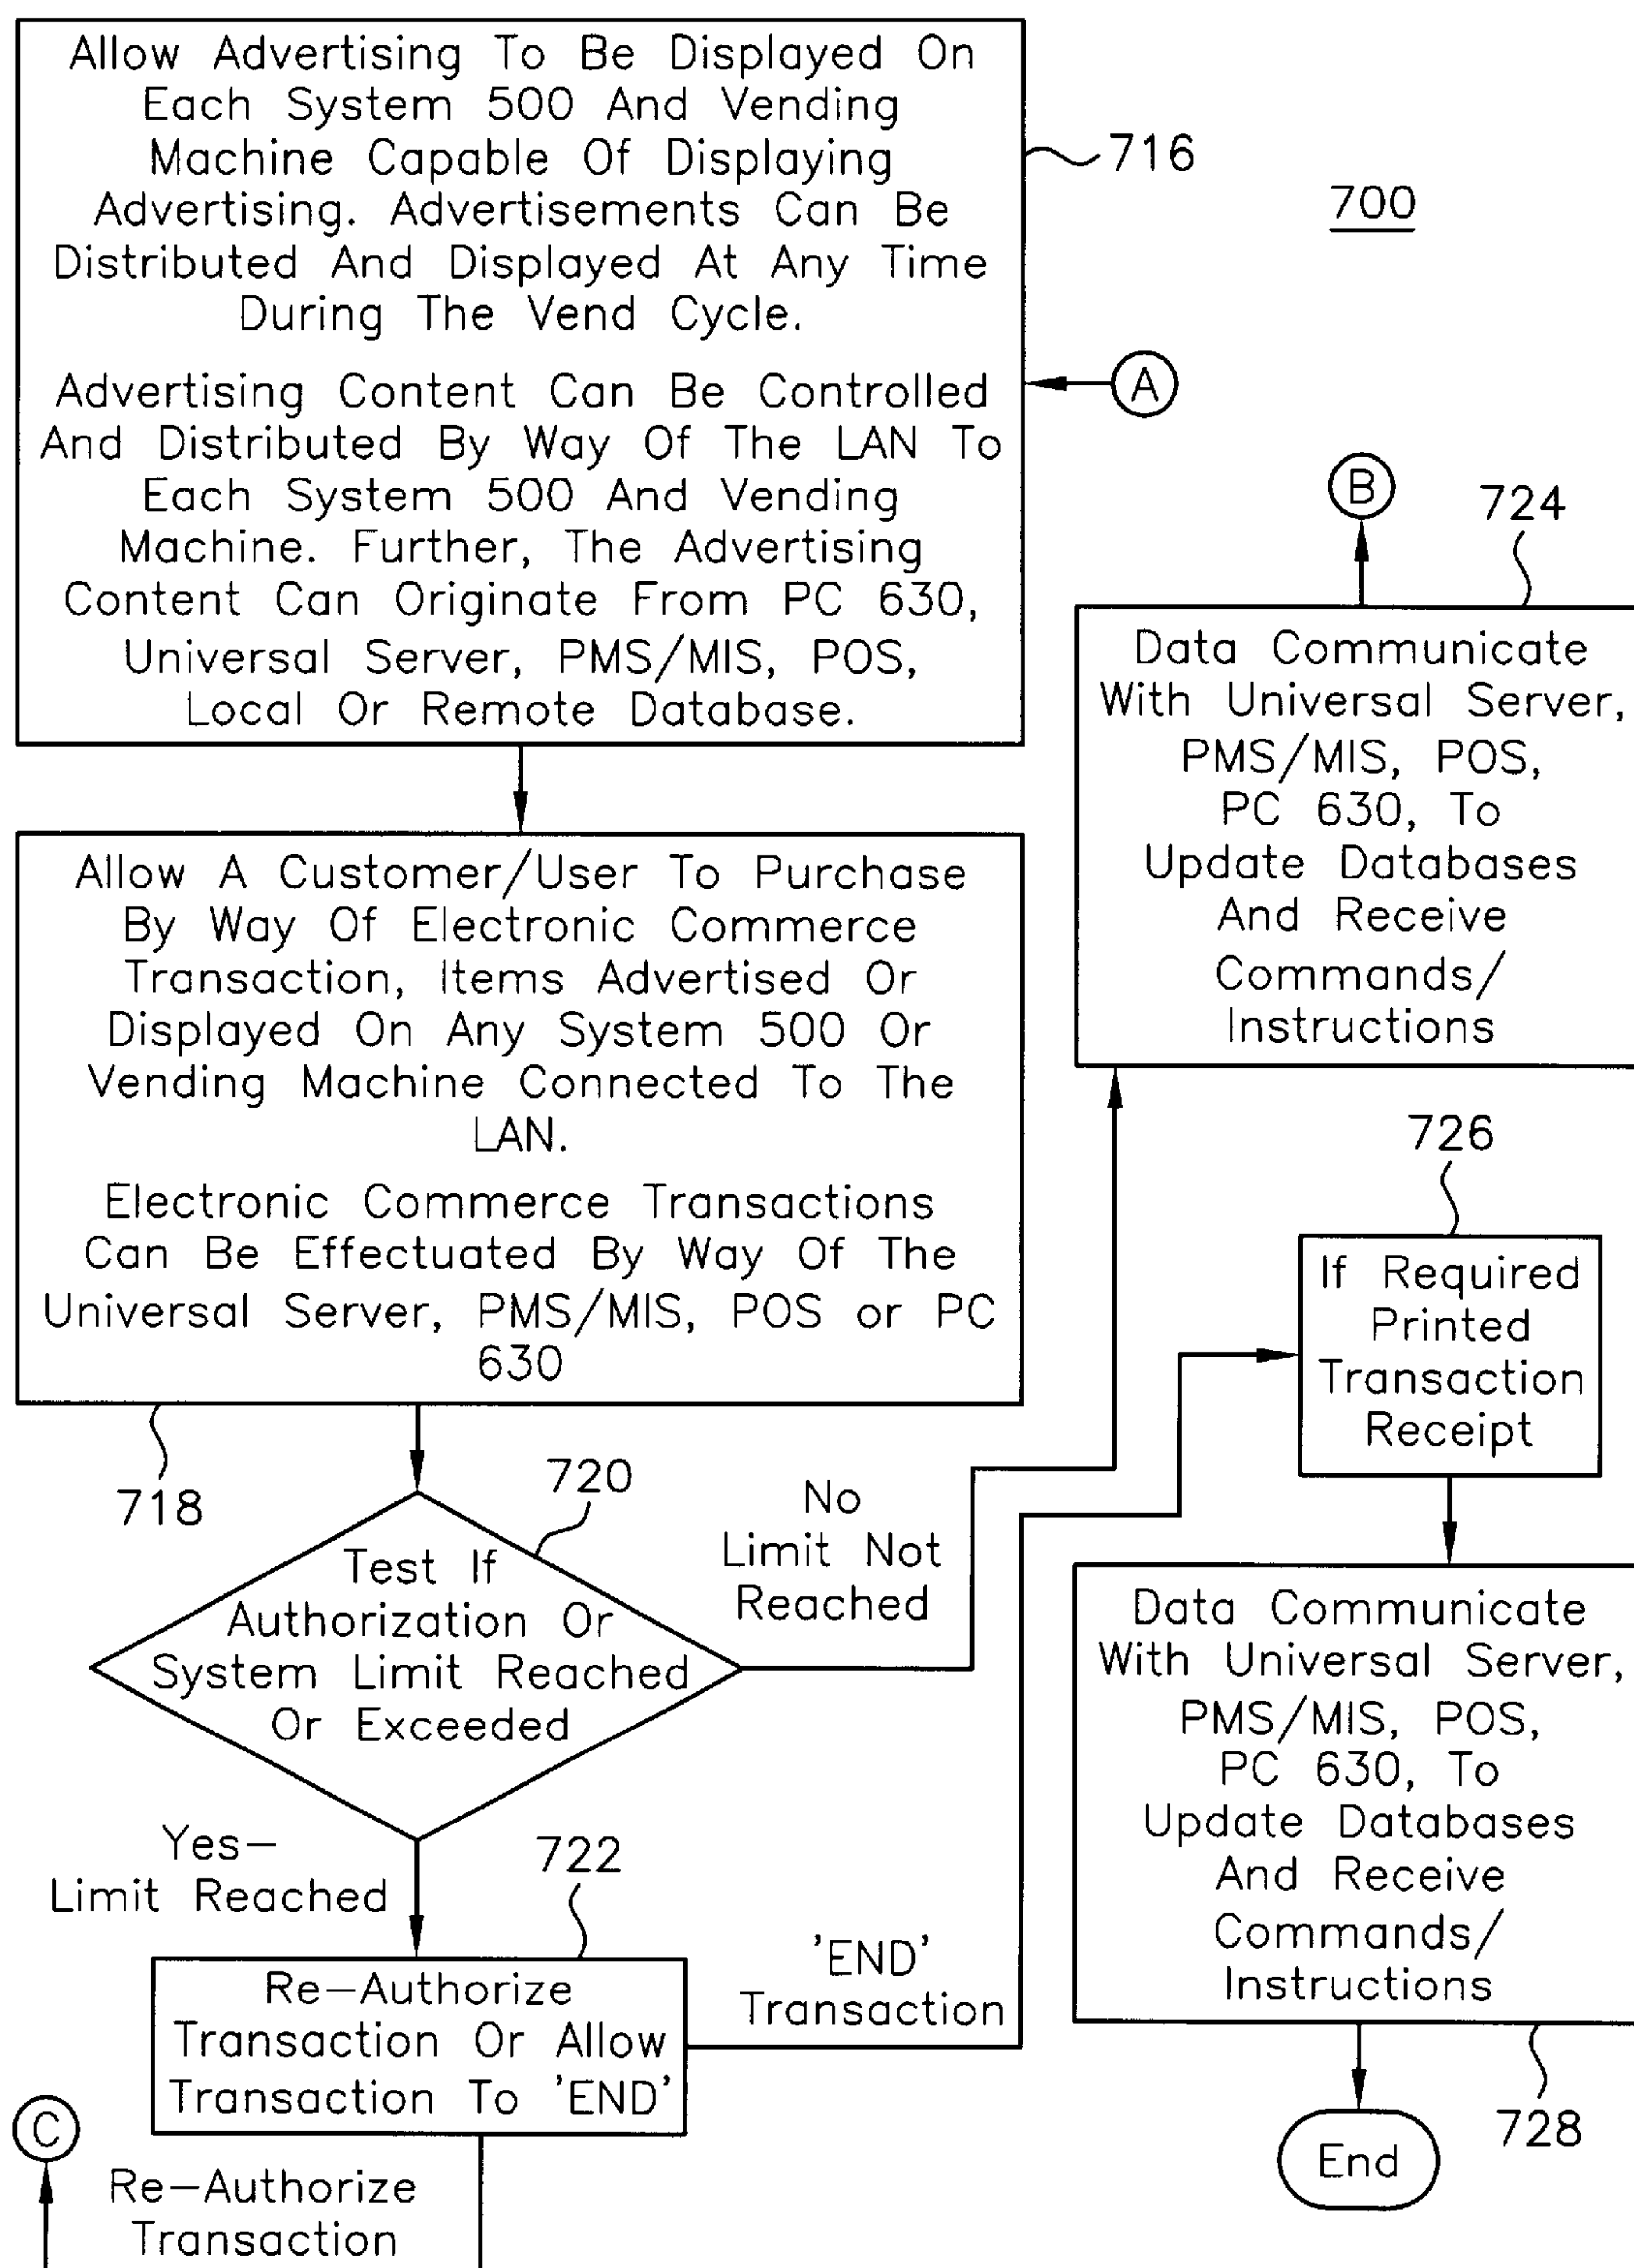 Allow Advertising To Be Displayed On
Each System 500 And Vending
Machine Capable Of Displaying
Advertising. Advertisements Can Be
Distributed And Displayed At Any Time
During The Vend Cycle.
Advertising Content Can Be Controlled
And Distributed By Way Of The LAN To
Each System 500 And Vending
Machine. Further, The Advertising
Content Can Originate From PC 630,
Universal Server, PMS/MIS, POS,
Local Or Remote Database.
716
700
A
Allow A Customer/User To Purchase
By Way Of Electronic Commerce
Transaction, Items Advertised Or
Displayed On Any System 500 Or
Vending Machine Connected To The
LAN.
Electronic Commerce Transactions
Can Be Effectuated By Way Of The
Universal Server, PMS/MIS, POS or PC
630
718
720
Test If
Authorization Or
System Limit Reached
Or Exceeded
No
Limit Not
Reached
Yes-
Limit Reached
722
Re-Authorize
Transaction Or Allow
Transaction To 'END'
'END'
Transaction
C
Re-Authorize
Transaction
B
724
Data Communicate
With Universal Server,
PMS/MIS, POS,
PC 630, To
Update Databases
And Receive
Commands/
Instructions
726
If Required
Printed
Transaction
Receipt
Data Communicate
With Universal Server,
PMS/MIS, POS,
PC 630, To
Update Databases
And Receive
Commands/
Instructions
728
End